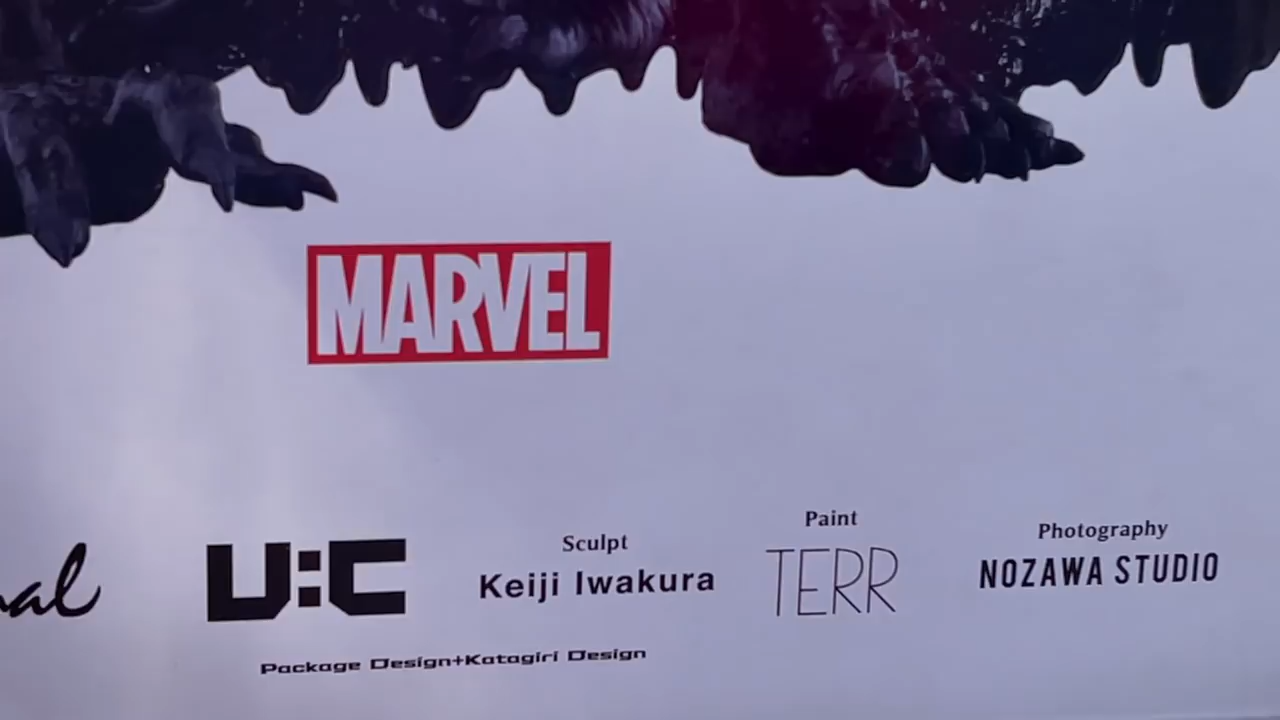 MARVEL
U:C
Sculpt
Keiji Iwakura
Paint
TERR
Photography
NOZAWA STUDIO
Package Design+Katagiri Design